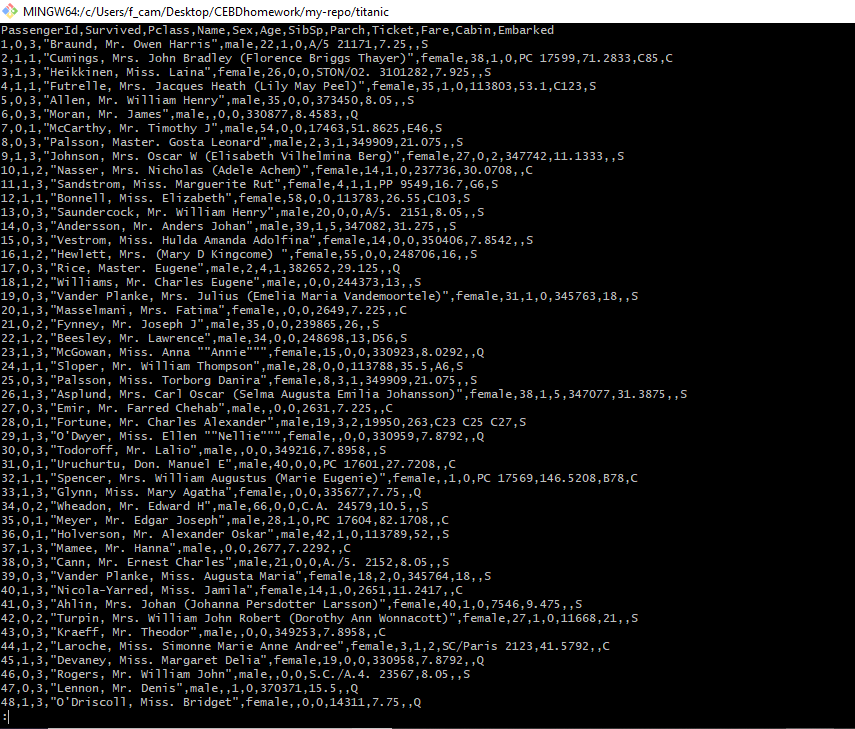 MINGW64:/c/Users/f_cam/Desktop/CEBDhomework/my-repo/titanic
PassengerId,Survived,Pclass,Name,Sex,Age,SibSp,Parch,Ticket,Fare,Cabin,Embarked
1,0,3,"Braund, Mr. Owen Harris",male,22,1,0,A/5 21171,7.25,,S
2,1,1,"Cumings, Mrs. John Bradley (Florence Briggs Thayer)",female,38,1,0,PC 17599,71.2833,C85,C
3,1,3,"Heikkinen, Miss. Laina",female,26,0,0,STON/O2. 3101282,7.925,,S
4,1,1,"Futrelle, Mrs. Jacques Heath (Lily May Peel)",female,35,1,0,113803,53.1,C123,S
5,0,3,"Allen, Mr. William Henry",male,35,0,0,373450,8.05,,S
6,0,3,"Moran, Mr. James",male,,0,0,330877,8.4583,,Q
7,0,1,"McCarthy, Mr. Timothy J",male,54,0,0,17463,51.8625,E46,S
8,0,3,"Palsson, Master. Gosta Leonard",male,2,3,1,349909,21.075,,S
9,1,3,"Johnson, Mrs. Oscar W (Elisabeth Vilhelmina Berg)",female,27,0,2,347742,11.1333,,S
10,1,2,"Nasser, Mrs. Nicholas (Adele Achem)",female,14,1,0,237736,30.0708,,C
11,1,3,"Sandstrom, Miss. Marguerite Rut",female,4,1,1,PP 9549,16.7,G6,S
12,1,1,"Bonnell, Miss. Elizabeth",female,58,0,0,113783,26.55,C103,S
13,0,3,"Saundercock, Mr. William Henry",male,20,0,0,A/5. 2151,8.05,,S
14,0,3,"Andersson, Mr. Anders Johan",male,39,1,5,347082,31.275,,S
15,0,3,"Vestrom, Miss. Hulda Amanda Adolfina",female,14,0,0,350406,7.8542,,S
16,1,2,"Hewlett, Mrs. (Mary D Kingcome) ",female,55,0,0,248706,16,,S
17,0,3,"Rice, Master. Eugene",male,2,4,1,382652,29.125,,Q
18,1,2,"Williams, Mr. Charles Eugene",male,,0,0,244373,13,,S
19,0,3,"Vander Planke, Mrs. Julius (Emelia Maria Vandemoortele)",female,31,1,0,345763,18,,S
20,1,3,"Masselmani, Mrs. Fatima",female,,0,0,2649,7.225,,C
21,0,2,"Fynney, Mr. Joseph J",male,35,0,0,239865,26,,S
22,1,2,"Beesley, Mr. Lawrence",male,34,0,0,248698,13,D56,S
23,1,3,"McGowan, Miss. Anna ""Annie""",female,15,0,0,330923,8.0292,,Q
24,1,1,"Sloper, Mr. William Thompson",male,28,0,0,113788,35.5,A6,S
25,0,3,"Palsson, Miss. Torborg Danira",female,8,3,1,349909,21.075,,S
26,1,3,"Asplund, Mrs. Carl Oscar (Selma Augusta Emilia Johansson)",female,38,1,5,347077,31.3875,,S
27,0,3,"Emir, Mr. Farred Chehab",male,,0,0,2631,7.225,,C
28,0,1,"Fortune, Mr. Charles Alexander",male,19,3,2,19950,263,C23 C25 C27,S
29,1,3,"O'Dwyer, Miss. Ellen ""Nellie""",female,,0,0,330959,7.8792,,Q
30,0,3,"Todoroff, Mr. Lalio",male,,0,0,349216,7.8958,,S
31,0,1,"Uruchurtu, Don. Manuel E",male,40,0,0,PC 17601,27.7208,,C
32,1,1,"Spencer, Mrs. William Augustus (Marie Eugenie)",female,,1,0,PC 17569,146.5208,B78,C
33,1,3,"Glynn, Miss. Mary Agatha",female,,0,0,335677,7.75,,Q
34,0,2,"Wheadon, Mr. Edward H",male,66,0,0,C.A. 24579,10.5,,S
35,0,1,"Meyer, Mr. Edgar Joseph",male,28,1,0,PC 17604,82.1708,,C
36,0,1,"Holverson, Mr. Alexander Oskar",male,42,1,0,113789,52,,S
37,1,3,"Mamee, Mr. Hanna",male,,0,0,2677,7.2292,,C
38,0,3,"Cann, Mr. Ernest Charles",male,21,0,0,A./5. 2152,8.05,,S
39,0,3,"Vander Planke, Miss. Augusta Maria",female,18,2,0,345764,18,,S
40,1,3,"Nicola-Yarred, Miss. Jamila",female,14,1,0,2651,11.2417,,C
41,0,3,"Ahlin, Mrs. Johan (Johanna Persdotter Larsson)",female,40,1,0,7546,9.475,,S
42,0,2,"Turpin, Mrs. William John Robert (Dorothy Ann Wonnacott)",female,27,1,0,11668,21,,S
43,0,3,"Kraeff, Mr. Theodor",male,,0,0,349253,7.8958,,C
44,1,2,"Laroche, Miss. Simonne Marie Anne Andree",female,3,1,2,SC/Paris 2123,41.5792,,C
45,1,3,"Devaney, Miss. Margaret Delia",female,19,0,0,330958,7.8792,,Q
46,0,3,"Rogers, Mr. William John",male,,0,0,S.C./A.4. 23567,8.05,,S
47,0,3,"Lennon, Mr. Denis",male,,1,0,370371,15.5,,Q
48,1,3,"O'Driscoll, Miss. Bridget",female,,0,0,14311,7.75,,Q
: